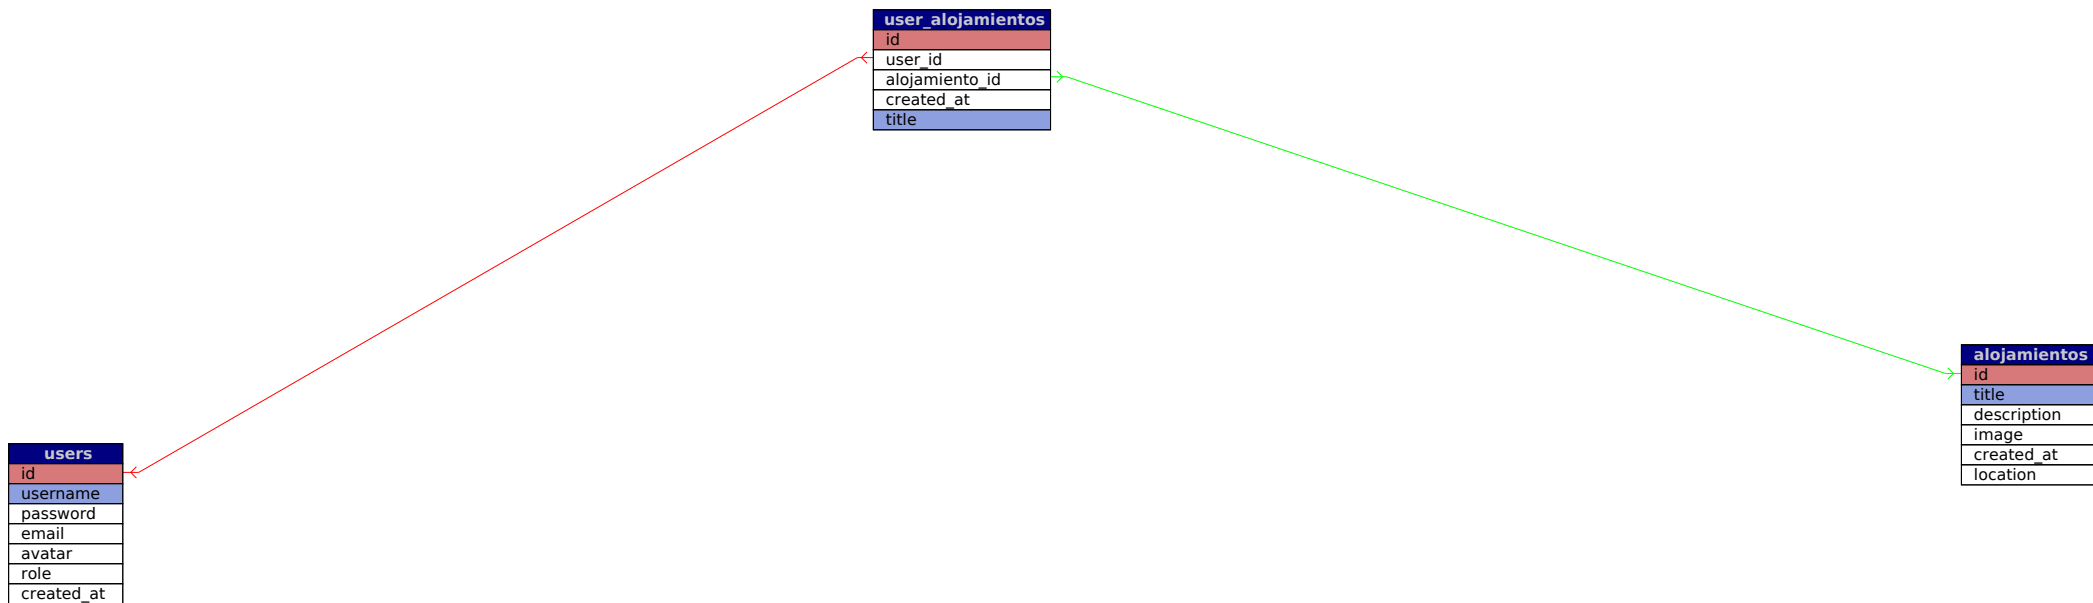 user_alojamientos
id
user_id
alojamiento_id
created_at
title
alojamientos
id
title
description
image
created_at
location
users
id
username
password
email
avatar
role
created_at